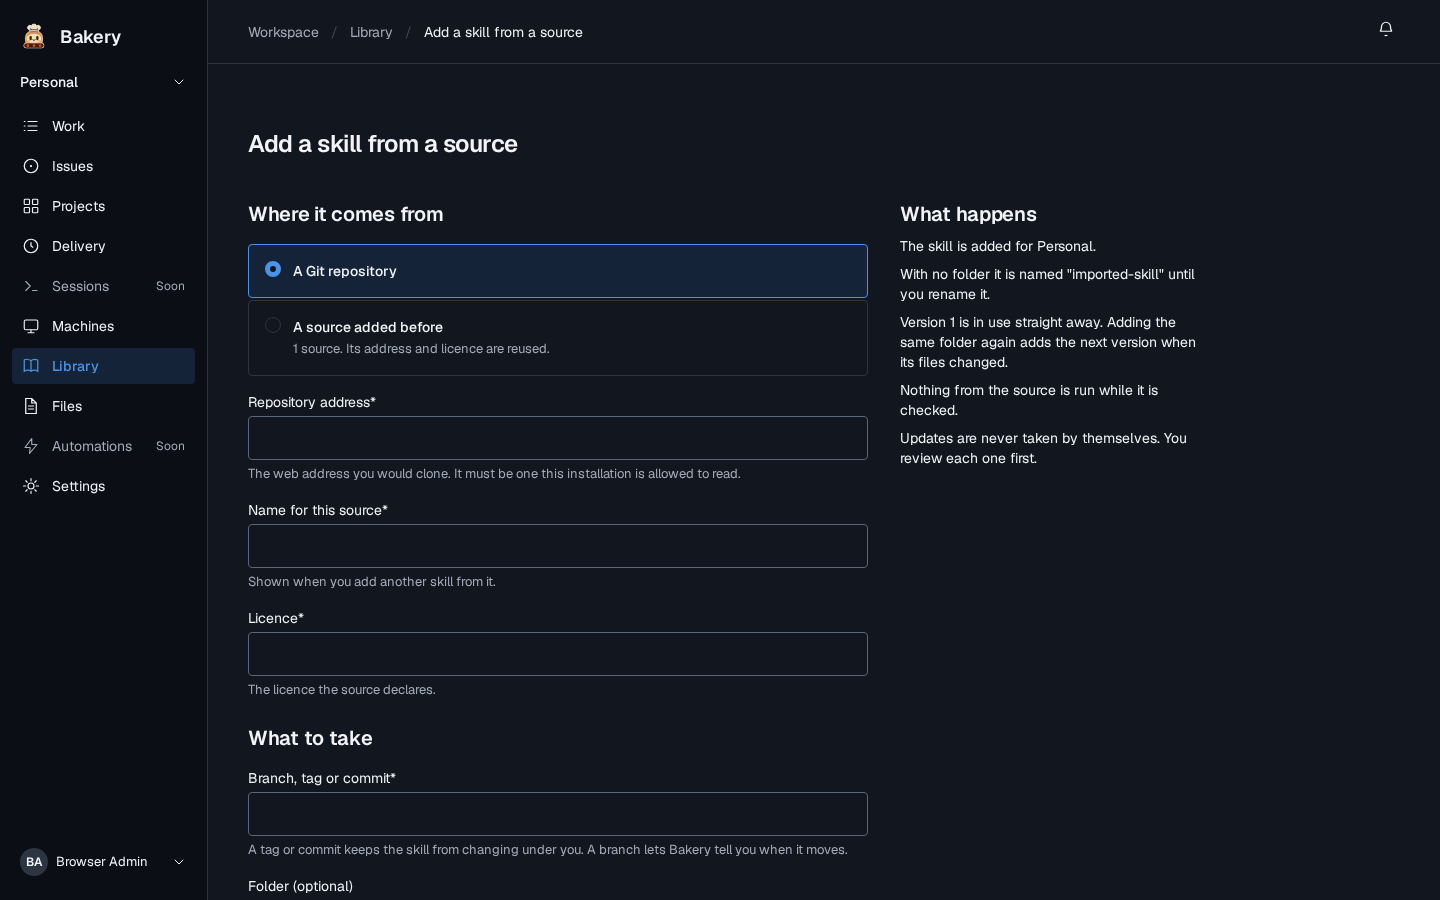 Bakery
Personal
Work
Issues
Projects
Delivery
Sessions Soon
Machines
Library
Files
Automations Soon
Settings
BA Browser Admin
Workspace / Library / Add a skill from a source
Add a skill from a source
Where it comes from
A Git repository
A source added before
1 source. Its address and licence are reused.
Repository address*
The web address you would clone. It must be one this installation is allowed to read.
Name for this source*
Shown when you add another skill from it.
Licence*
The licence the source declares.
What to take
Branch, tag or commit*
A tag or commit keeps the skill from changing under you. A branch lets Bakery tell you when it moves.
Folder (optional)
What happens
The skill is added for Personal.
With no folder it is named "imported-skill" until
you rename it.
Version 1 is in use straight away. Adding the
same folder again adds the next version when
its files changed.
Nothing from the source is run while it is
checked.
Updates are never taken by themselves. You
review each one first.